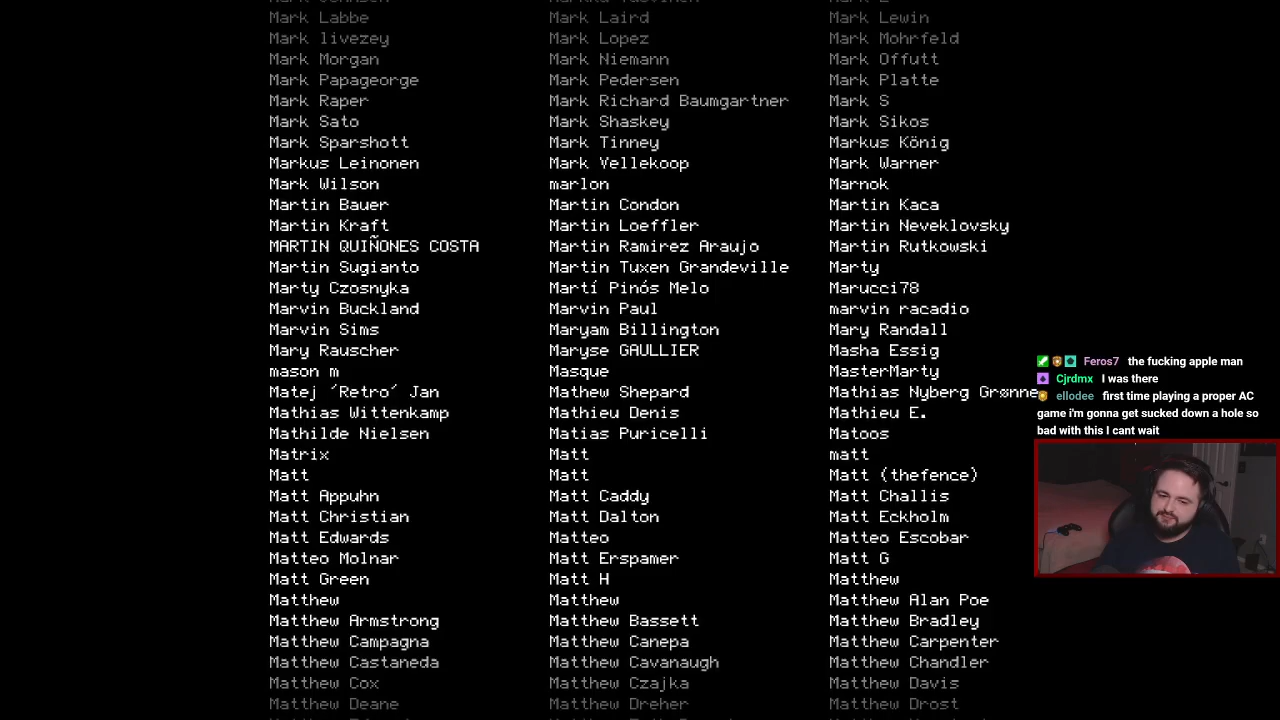 Mark Labbe Mark Laird Mark Lewin
Mark livezey Mark Lopez Mark Mohrfeld
Mark Morgan Mark Niemann Mark Offutt
Mark Papageorge Mark Pedersen Mark Platte
Mark Raper Mark Richard Baumgartner Mark S
Mark Sato Mark Shaskey Mark Sikos
Mark Sparshott Mark Tinney Markus König
Markus Leinonen Mark Vellekoop Mark Warner
Mark Wilson marlon Marnok
Martin Bauer Martin Condon Martin Kaca
Martin Kraft Martin Loeffler Martin Neveklovsky
MARTIN QUIÑONES COSTA Martin Ramirez Araujo Martin Rutkowski
Martin Sugianto Martin Tuxen Grandeville Marty
Marty Czosnyka Martí Pinós Melo Marucci78
Marvin Buckland Marvin Paul marvin racadio
Marvin Sims Maryam Billington Mary Randall
Mary Rauscher Maryse GAULLIER Masha Essig
mason m Masque MasterMarty
Matej ´Retro´ Jan Mathew Shepard Mathias Nyberg Grønne
Mathias Wittenkamp Mathieu Denis Mathieu E.
Mathilde Nielsen Matias Puricelli Matoos
Matrix Matt matt
Matt Matt Matt (thefence)
Matt Appuhn Matt Caddy Matt Challis
Matt Christian Matt Dalton Matt Eckholm
Matt Edwards Matteo Matteo Escobar
Matteo Molnar Matt Erspamer Matt G
Matt Green Matt H Matthew
Matthew Matthew Matthew Alan Poe
Matthew Armstrong Matthew Bassett Matthew Bradley
Matthew Campagna Matthew Canepa Matthew Carpenter
Matthew Castaneda Matthew Cavanaugh Matthew Chandler
Matthew Cox Matthew Czajka Matthew Davis
Matthew Deane Matthew Dreher Matthew Drost
Feros7 the fucking apple man
Cjrdmx I was there
ellodee first time playing a proper AC
game i'm gonna get sucked down a hole so
bad with this I cant wait